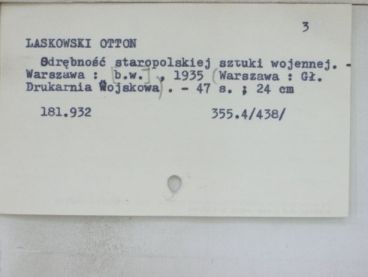 3
LASKOWSKI OTTON
Odrębność staropolskiej sztuki wojennej. -
Warszawa : [b.w.] , 1935 (Warszawa : Gł.
Drukarnia Wojskowa) . - 47 s. ; 24 cm
181.932 355.4/438/